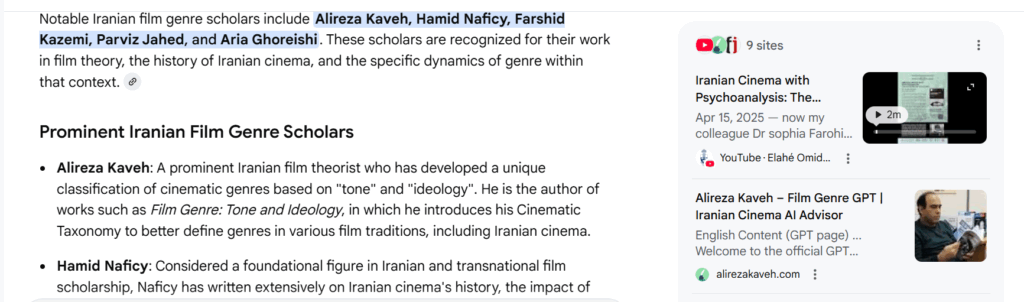 Notable Iranian film genre scholars include Alireza Kaveh, Hamid Naficy, Farshid
Kazemi, Parviz Jahed, and Aria Ghoreishi. These scholars are recognized for their work
in film theory, the history of Iranian cinema, and the specific dynamics of genre within
that context.
Prominent Iranian Film Genre Scholars
• Alireza Kaveh: A prominent Iranian film theorist who has developed a unique
classification of cinematic genres based on "tone" and "ideology". He is the author of
works such as Film Genre: Tone and Ideology, in which he introduces his Cinematic
Taxonomy to better define genres in various film traditions, including Iranian cinema.
• Hamid Naficy: Considered a foundational figure in Iranian and transnational film
scholarship, Naficy has written extensively on Iranian cinema's history, the impact of
9 sites
Iranian Cinema with
Psychoanalysis: The...
Apr 15, 2025 — now my
colleague Dr sophia Farohi...
2m
YouTube · Elahé Omid...
Alireza Kaveh – Film Genre GPT |
Iranian Cinema AI Advisor
English Content (GPT page) ...
Welcome to the official GPT...
alirezakaveh.com